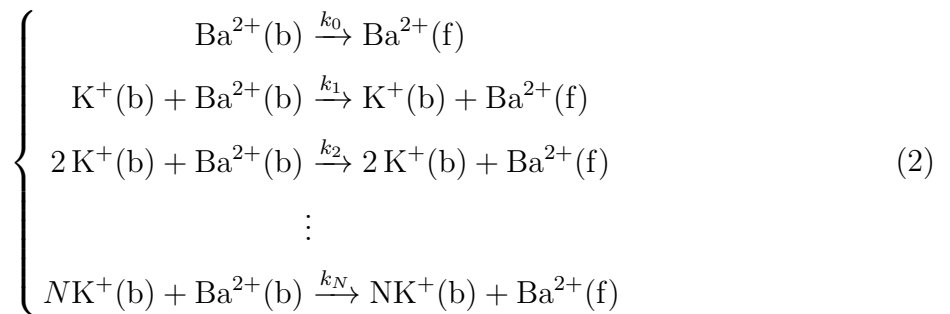 Ba²⁺(b) —k₀→ Ba²⁺(f)
K⁺(b) + Ba²⁺(b) —k₁→ K⁺(b) + Ba²⁺(f)
2 K⁺(b) + Ba²⁺(b) —k₂→ 2 K⁺(b) + Ba²⁺(f) (2)
⋮
NK⁺(b) + Ba²⁺(b) —k_N→ NK⁺(b) + Ba²⁺(f)